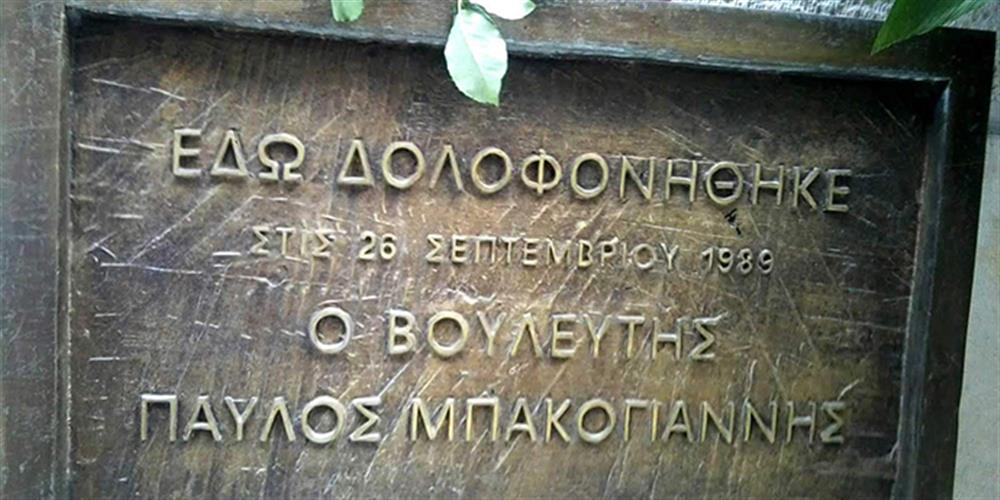 ΕΔΩ ΔΟΛΟΦΟΝΗΘΗΚΕ
ΣΤΙΣ 26 ΣΕΠΤΕΜΒΡΙΟΥ 1989
Ο ΒΟΥΛΕΥΤΗΣ
ΠΑΥΛΟΣ ΜΠΑΚΟΓΙΑΝΝΗΣ